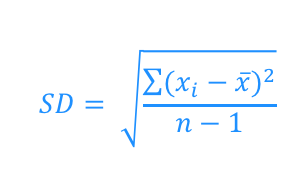 SD = √(∑(xᵢ − x̄)² / (n − 1))